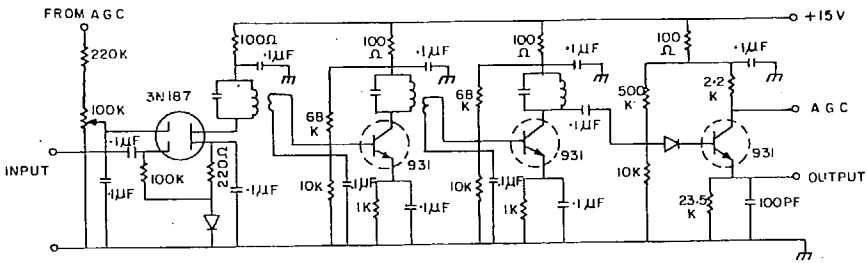 FROM AGC
220K
100K
INPUT
·1μF
·1μF
3N187
100K
220Ω
·1μF
100Ω
·1μF
68
K
10K
·1μF
1K
·1μF
931
100
Ω
·1μF
68
K
10K
·1μF
1K
·1μF
931
100
Ω
·1μF
·1μF
500
K
10K
100
Ω
·1μF
2·2
K
931
23.5
K
100PF
+15V
AGC
OUTPUT